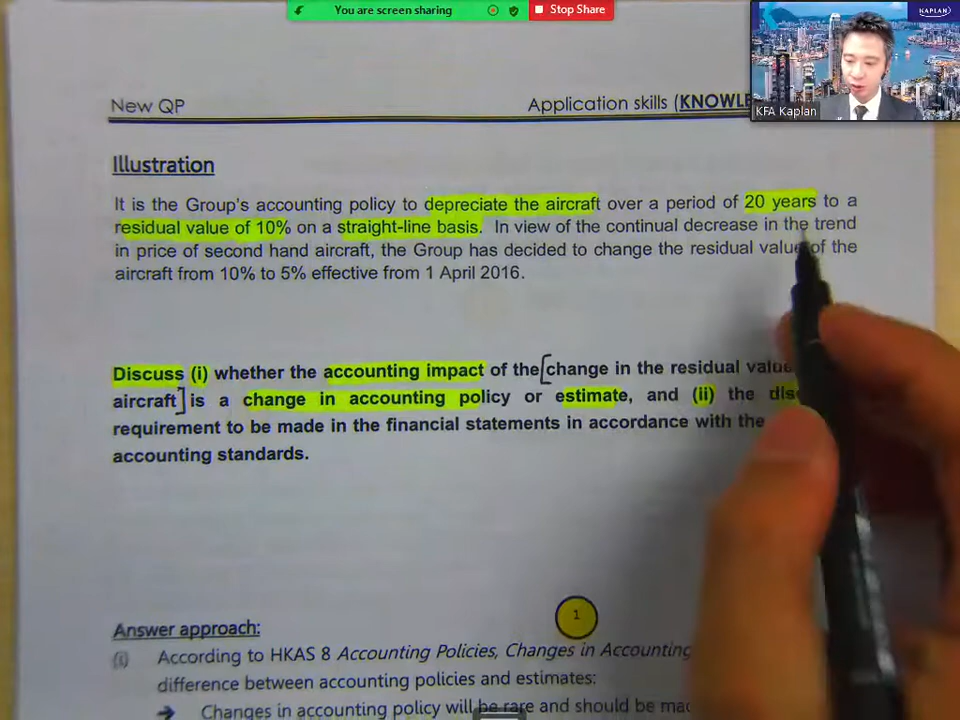 You are screen sharing
Stop Share
KAPLAN
KFA Kaplan
New QP
Application skills (KNOWLE
Illustration
It is the Group's accounting policy to depreciate the aircraft over a period of 20 years to a
residual value of 10% on a straight-line basis. In view of the continual decrease in the trend
in price of second hand aircraft, the Group has decided to change the residual value of the
aircraft from 10% to 5% effective from 1 April 2016.
Discuss (i) whether the accounting impact of the [change in the residual value
aircraft] is a change in accounting policy or estimate, and (ii) the dis
requirement to be made in the financial statements in accordance with the
accounting standards.
1
Answer approach:
(i) According to HKAS 8 Accounting Policies, Changes in Accounting
difference between accounting policies and estimates:
→ Changes in accounting policy will be rare and should be mad